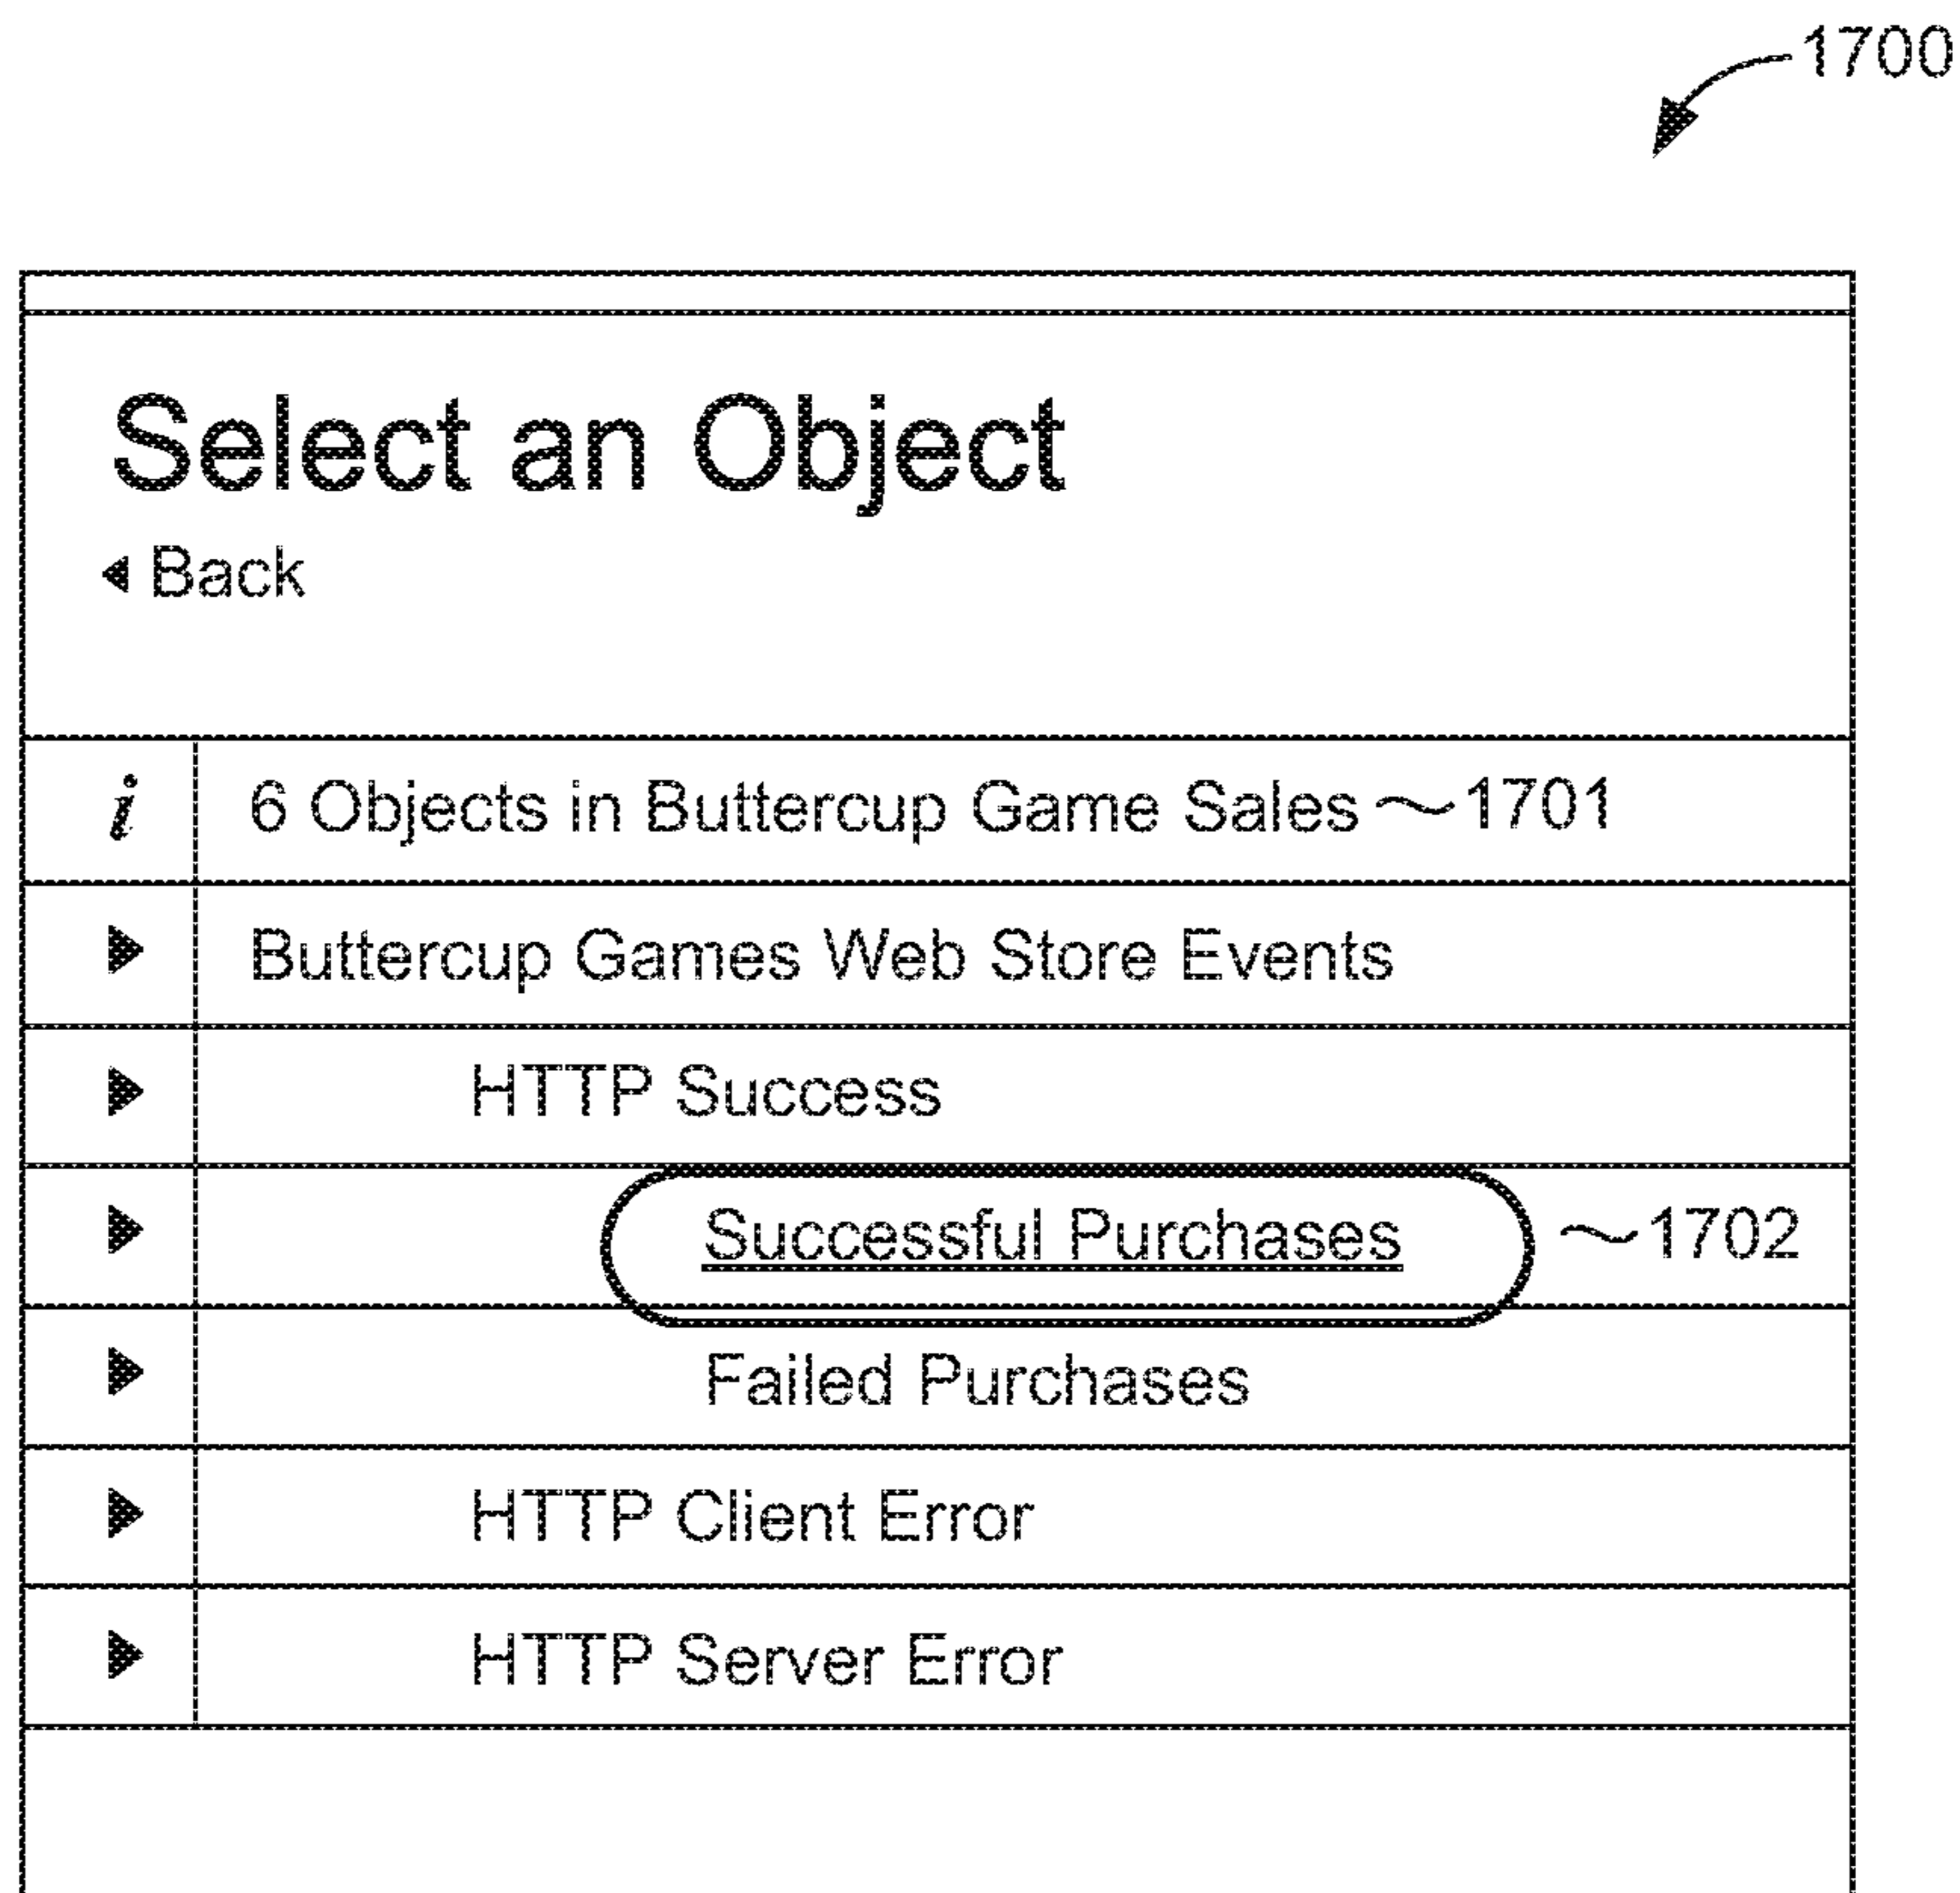 1700
Select an Object
Back
i 6 Objects in Buttercup Game Sales 1701
Buttercup Games Web Store Events
HTTP Success
Successful Purchases 1702
Failed Purchases
HTTP Client Error
HTTP Server Error